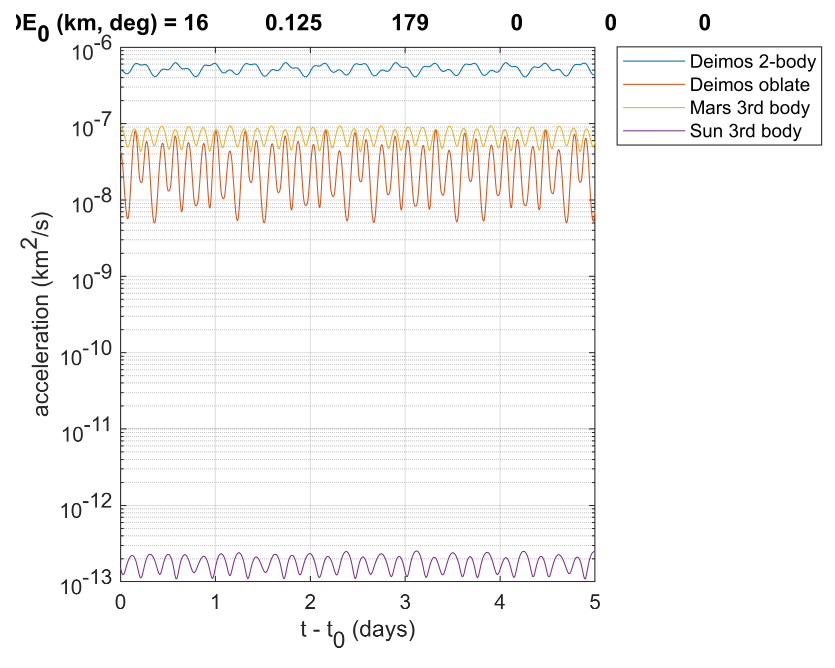 OE0 (km, deg) = 16 0.125 179 0 0 0
Deimos 2-body
Deimos oblate
Mars 3rd body
Sun 3rd body
acceleration (km2/s)
10-6
10-7
10-8
10-9
10-10
10-11
10-12
10-13
0 1 2 3 4 5
t - t0 (days)